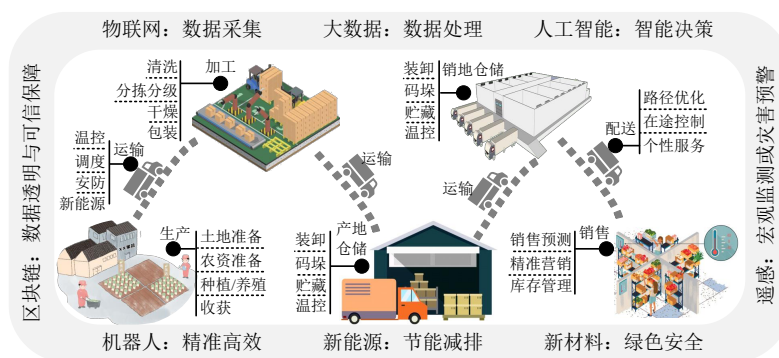 物联网：数据采集
大数据：数据处理
人工智能：智能决策
区块链：数据透明与可信保障
清洗
分拣分级
干燥
包装
加工
装卸
码垛
贮藏
温控
销地仓储
路径优化
在途控制
个性服务
配送
温控
调度
安防
新能源
运输
运输
运输
生产
土地准备
农资准备
种植/养殖
收获
装卸
码垛
贮藏
温控
产地
仓储
销售预测
精准营销
库存管理
销售
遥感：宏观监测或灾害预警
机器人：精准高效
新能源：节能减排
新材料：绿色安全